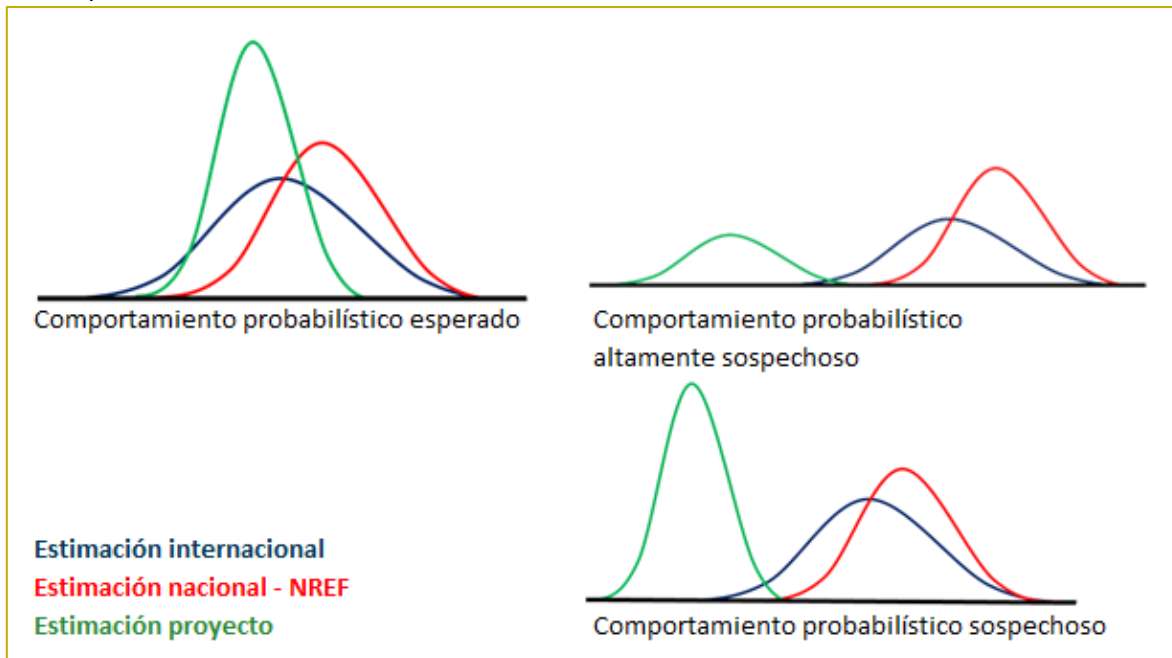 Comportamiento probabilístico esperado
Comportamiento probabilístico
altamente sospechoso
Estimación internacional
Estimación nacional - NREF
Estimación proyecto
Comportamiento probabilístico sospechoso